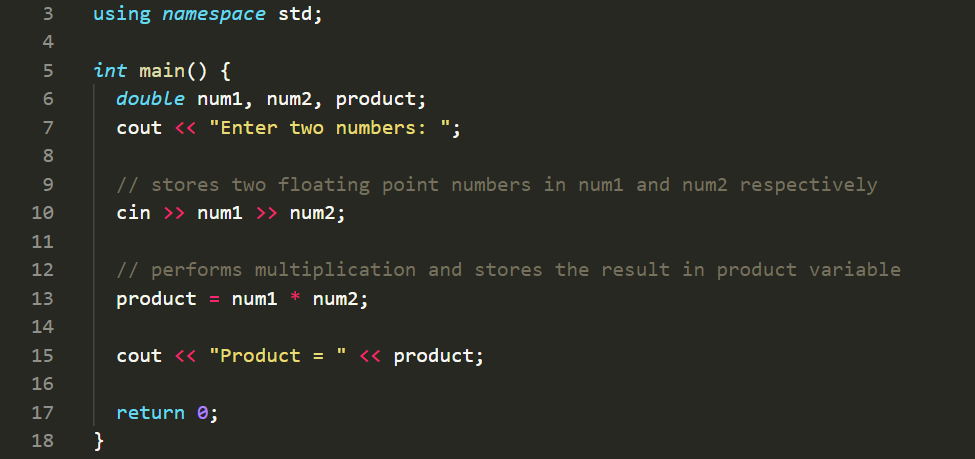 3 using namespace std;
4
5 int main() {
6 double num1, num2, product;
7 cout << "Enter two numbers: ";
8
9 // stores two floating point numbers in num1 and num2 respectively
10 cin >> num1 >> num2;
11
12 // performs multiplication and stores the result in product variable
13 product = num1 * num2;
14
15 cout << "Product = " << product;
16
17 return 0;
18 }